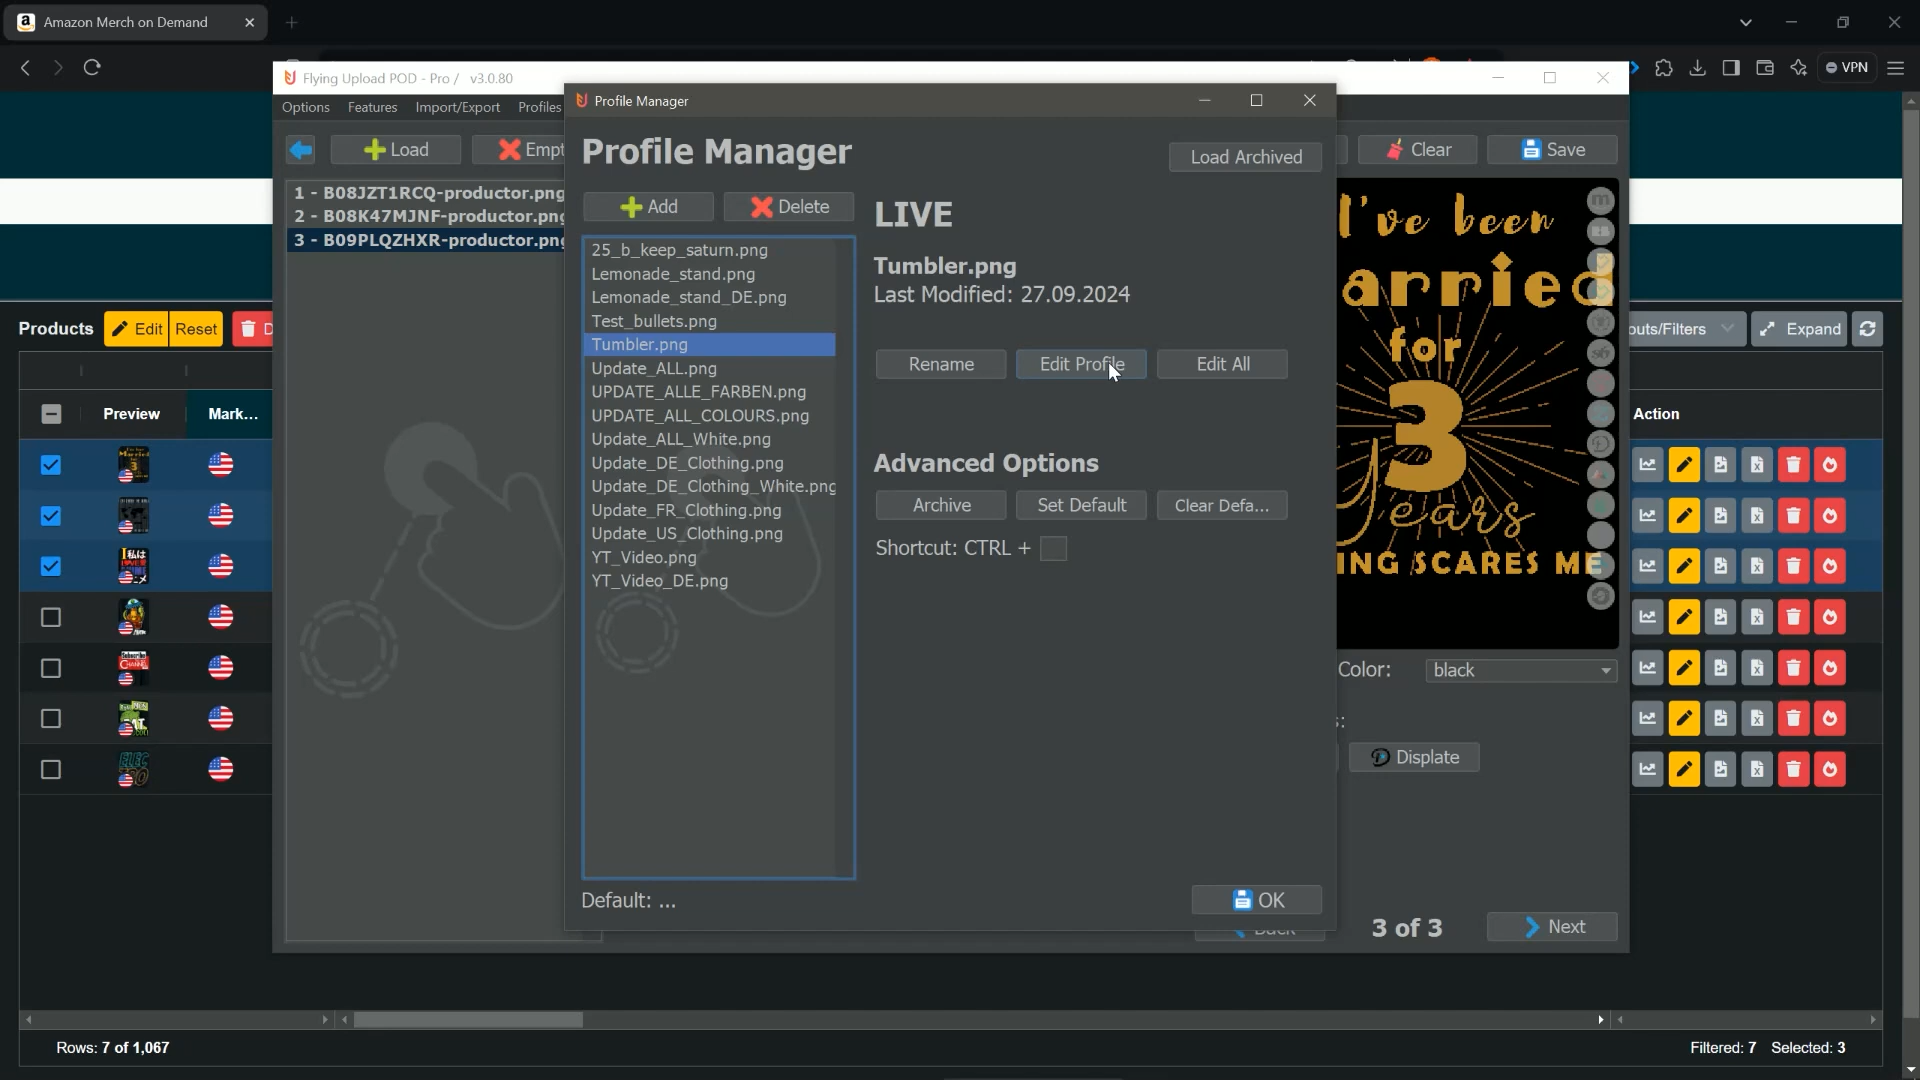 Amazon Merch on Demand
VPN
Flying Upload POD - Pro / v3.0.80
Options Features Import/Export Profiles
Load
Empt
Clear
Save
1 - B08JZT1RCQ-productor.png
2 - B08K47MJNF-productor.png
3 - B09PLQZHXR-productor.png
Profile Manager
Profile Manager
Load Archived
Add
Delete
25_b_keep_saturn.png
Lemonade_stand.png
Lemonade_stand_DE.png
Test_bullets.png
Tumbler.png
Update_ALL.png
UPDATE_ALLE_FARBEN.png
UPDATE_ALL_COLOURS.png
Update_ALL_White.png
Update_DE_Clothing.png
Update_DE_Clothing_White.png
Update_FR_Clothing.png
Update_US_Clothing.png
YT_Video.png
YT_Video_DE.png
Default: ...
LIVE
Tumbler.png
Last Modified: 27.09.2024
Rename
Edit Profile
Edit All
Advanced Options
Archive
Set Default
Clear Defa...
Shortcut: CTRL +
OK
I've been
arried
for
3
Years
ING SCARES ME
Color:
black
Displate
Back
3 of 3
Next
Products
Edit
Reset
D
outs/Filters
Expand
Preview
Mark...
Action
Rows: 7 of 1,067
Filtered: 7 Selected: 3